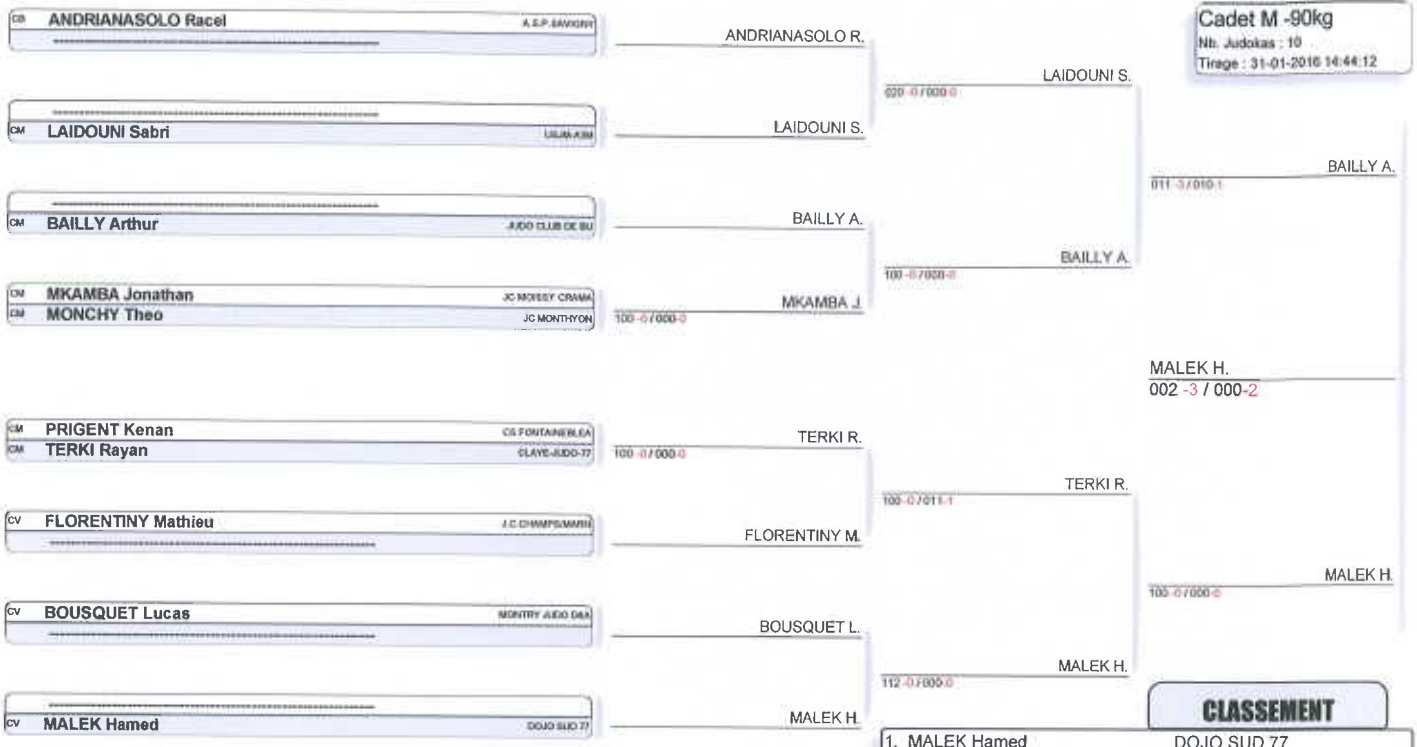 Cadet M -90kg
Nb. Judokas : 10
Tirage : 31-01-2016 14:44:12
CB ANDRIANASOLO Racel A.S.P. SAVIGNY
CM LAIDOUNI Sabri
CM BAILLY Arthur JUDO CLUB DE BU
CM MKAMBA Jonathan JC MOISSY CRAMA
CM MONCHY Theo JC MONTHYON
CM PRIGENT Kenan CS FONTAINEBLEA
CM TERKI Rayan CLAYE-JUDO-77
CV FLORENTINY Mathieu J.C.CHAMPS/MARN
CV BOUSQUET Lucas MONTRY JUDO
CV MALEK Hamed DOJO SUD 77
ANDRIANASOLO R.
LAIDOUNI S.
BAILLY A.
MKAMBA J.
100 -0 / 000-0
TERKI R.
100 -0 / 000-0
FLORENTINY M.
BOUSQUET L.
MALEK H.
LAIDOUNI S.
020 -0 / 000-0
BAILLY A.
100 -0 / 000-0
TERKI R.
100 -0 / 011-1
MALEK H.
112 -0 / 000-0
BAILLY A.
011 -3 / 010-1
MALEK H.
100 -0 / 000-0
MALEK H.
002 -3 / 000-2
CLASSEMENT
1. MALEK Hamed DOJO SUD 77